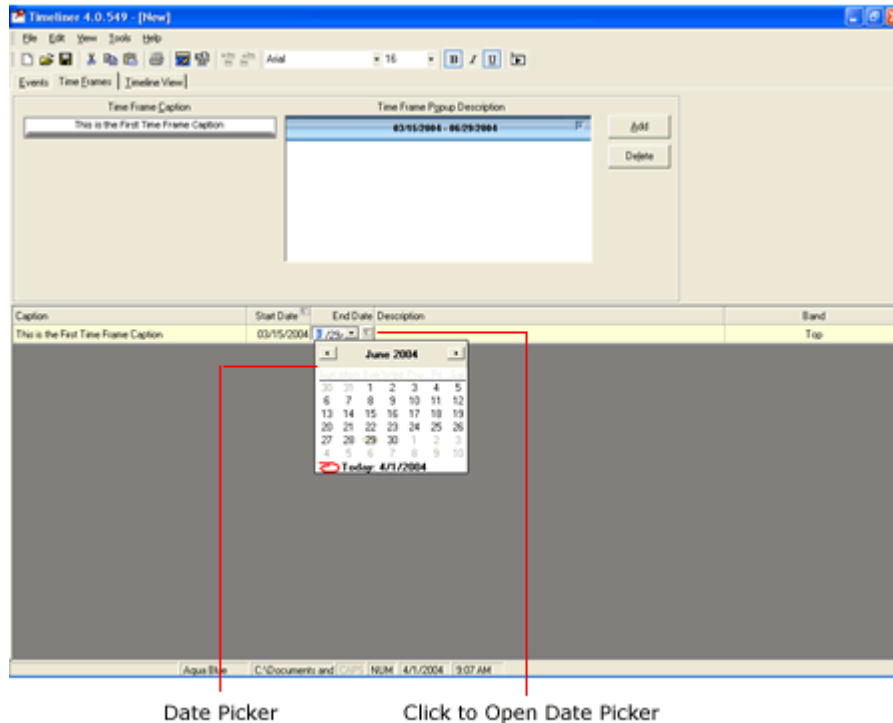 Timeliner 4.0.549 - [New]
File Edit View Tools Help
Arial 16 B I U
Events Time Frames Timeline View
Time Frame Caption Time Frame Popup Description
This is the First Time Frame Caption 03/15/2004 - 06/29/2004 Add
Delete
Caption Start Date End Date Description Band
This is the First Time Frame Caption 03/15/2004 /29/ Top
June 2004
30 31 1 2 3 4 5
6 7 8 9 10 11 12
13 14 15 16 17 18 19
20 21 22 23 24 25 26
27 28 29 30 1 2 3
4 5 6 7 8 9 10
Today: 4/1/2004
Aqua Blue C:\Documents and CAPS NUM 4/1/2004 9:07 AM
Date Picker Click to Open Date Picker